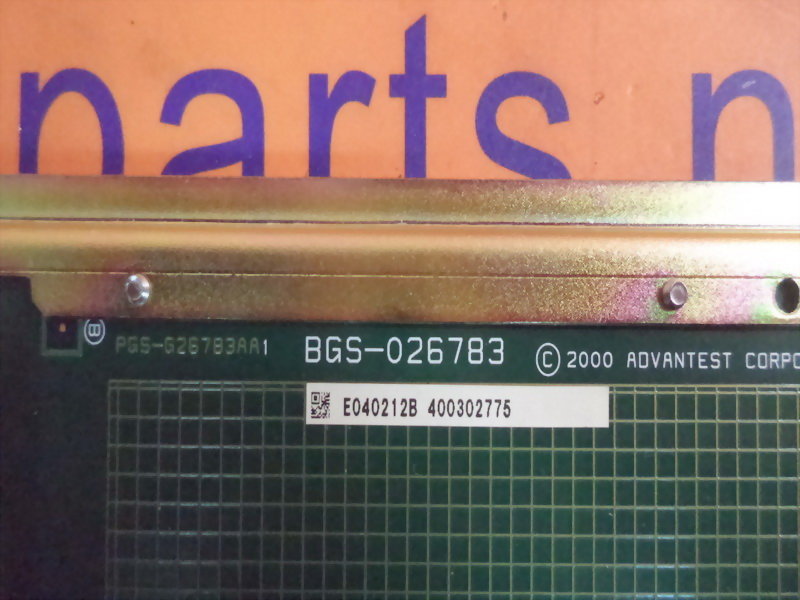 parts n
(B) PGS-G26783AA1 BGS-026783 © 2000 ADVANTEST CORPO
E040212B 400302775